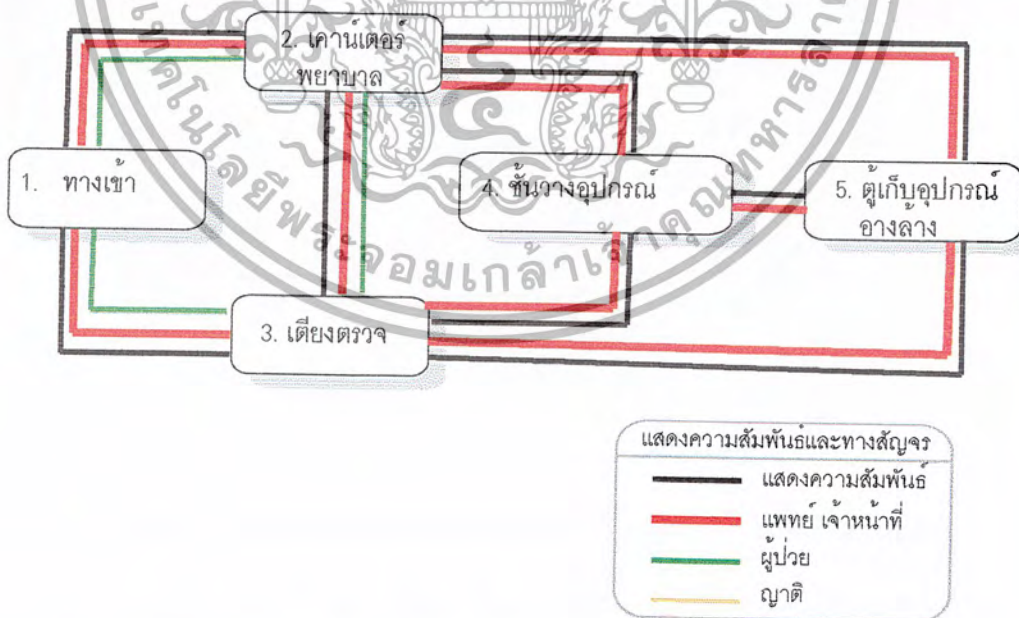 2. เคาน์เตอร์
พยาบาล
1. ทางเข้า
4. ชั้นวางอุปกรณ์
5. ตู้เก็บอุปกรณ์
อางล้าง
3. เตียงตรวจ
แสดงความสัมพันธ์และทางสัญจร
แสดงความสัมพันธ์
แพทย์ เจ้าหน้าที่
ผู้ป่วย
ญาติ